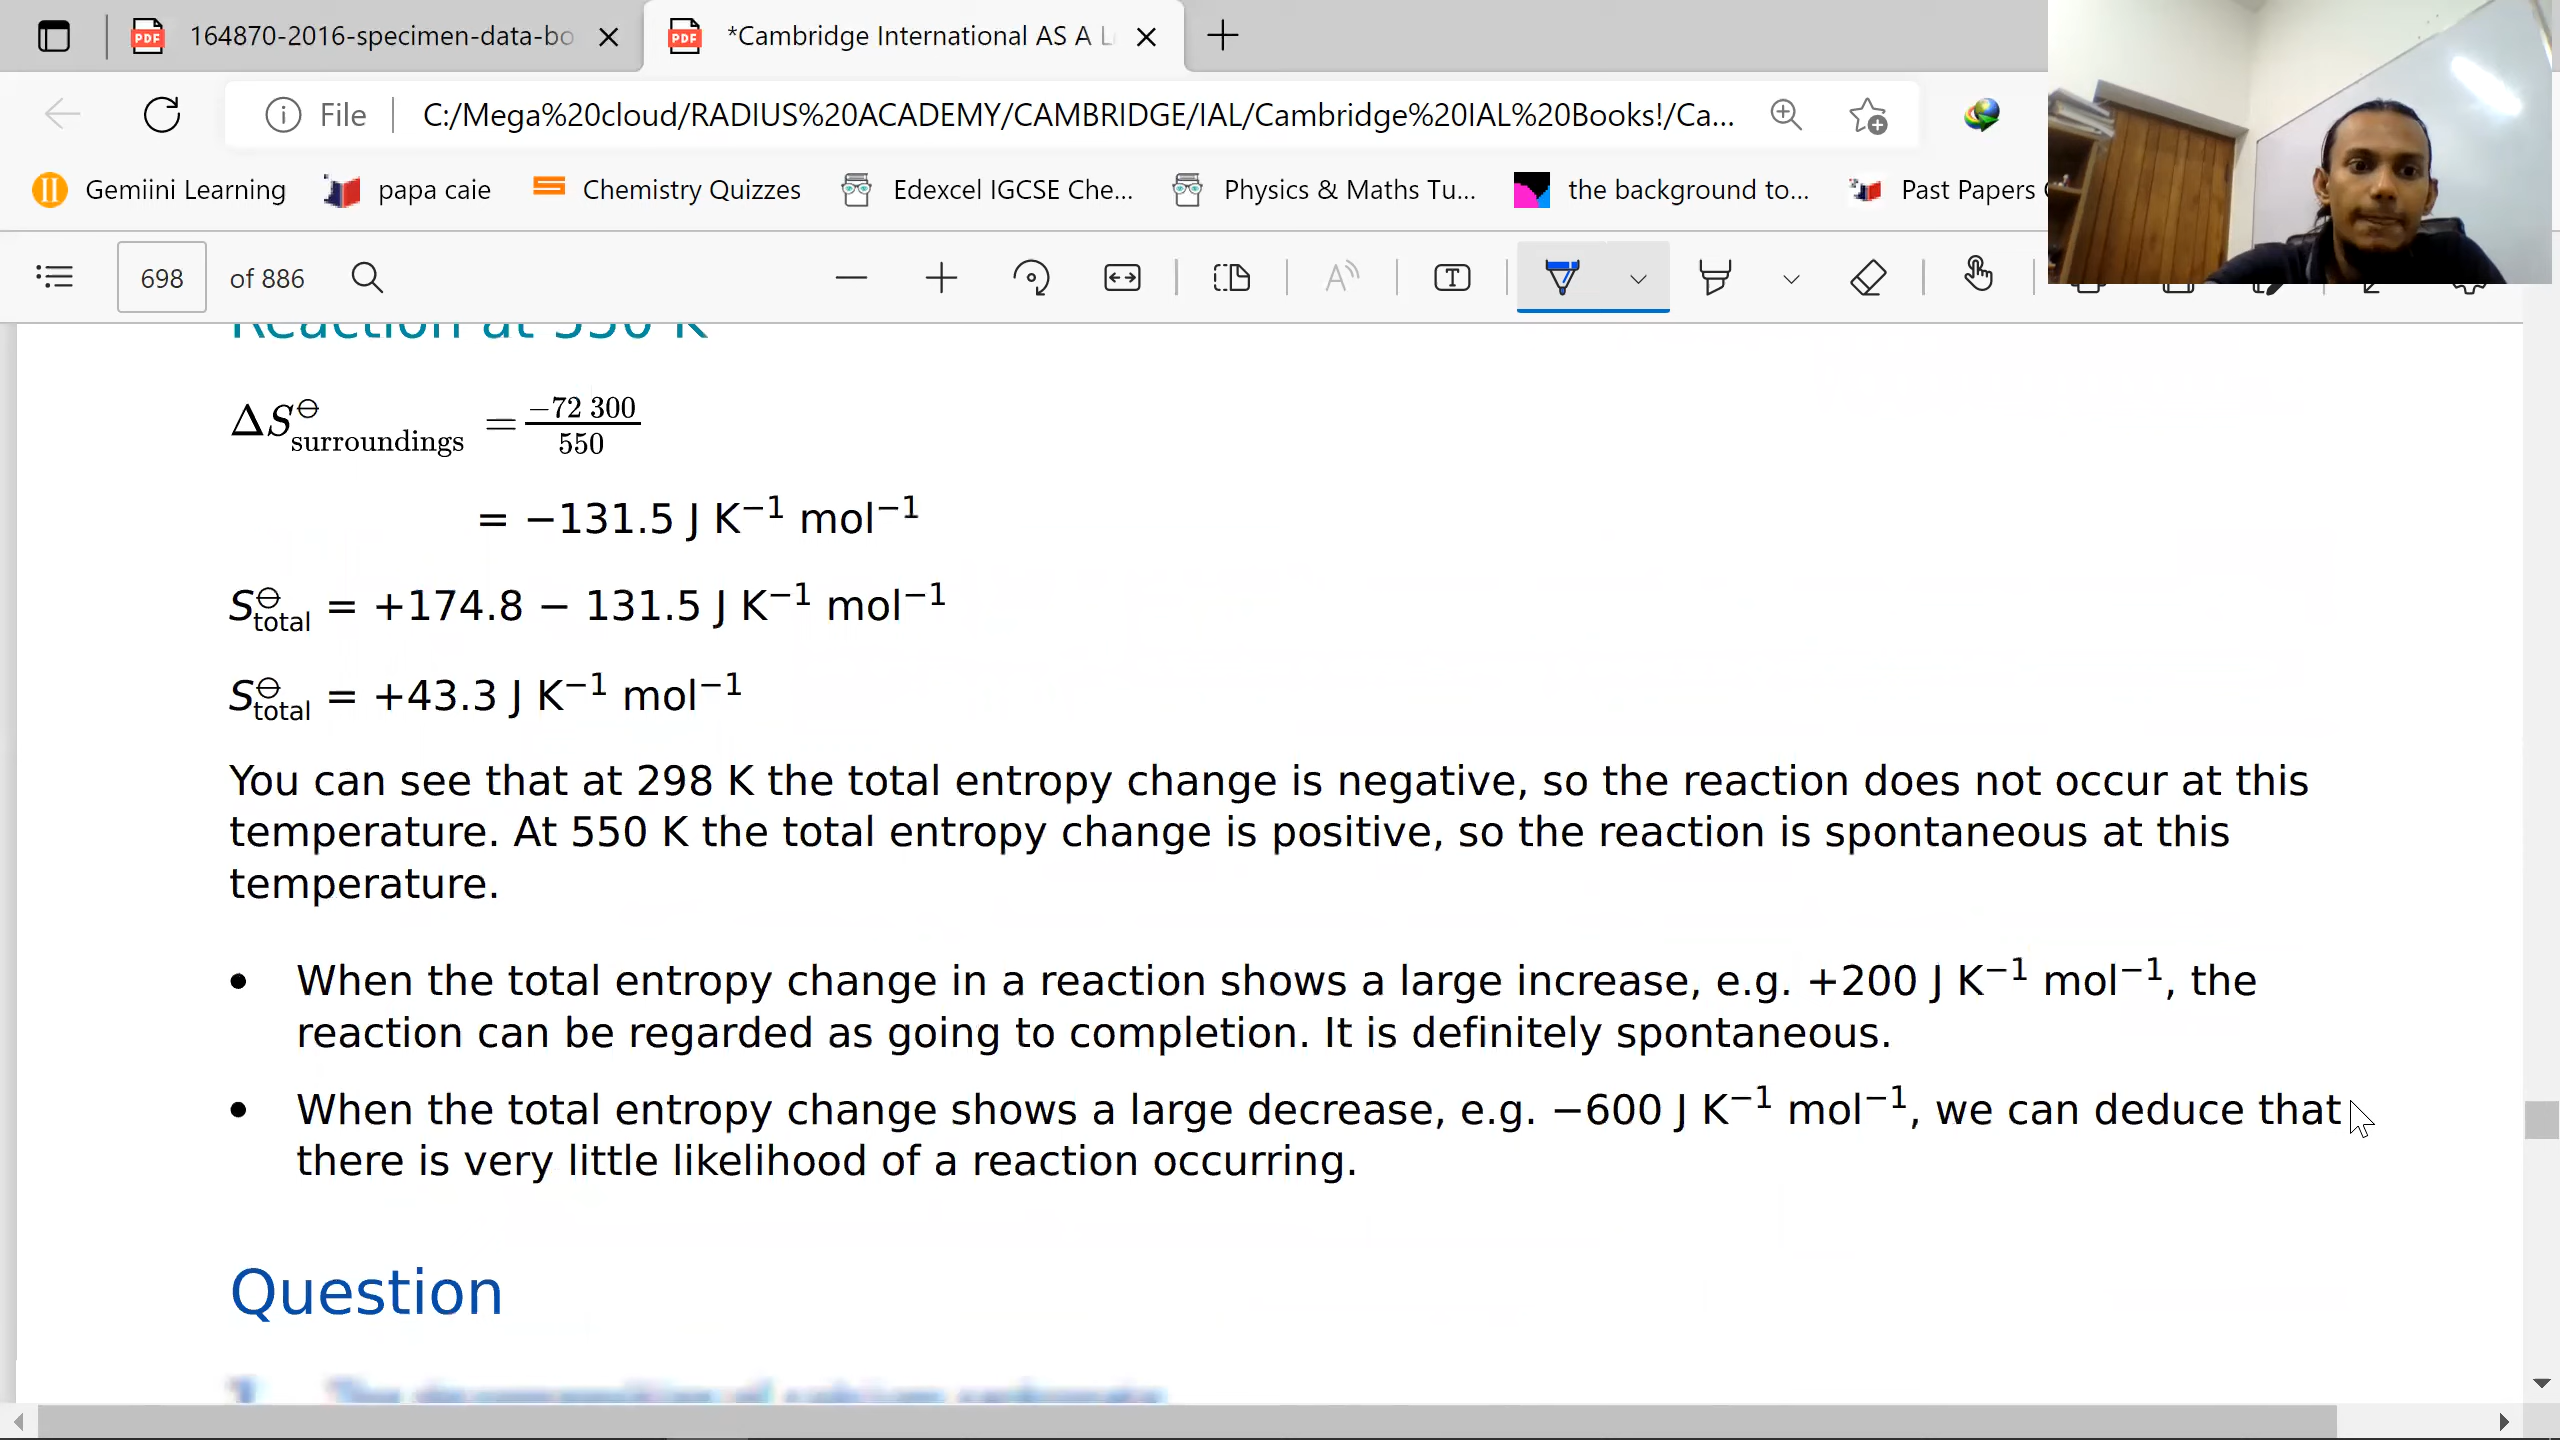 164870-2016-specimen-data-bo
*Cambridge International AS A L
File
C:/Mega%20cloud/RADIUS%20ACADEMY/CAMBRIDGE/IAL/Cambridge%20IAL%20Books!/Ca...
Gemiini Learning
papa caie
Chemistry Quizzes
Edexcel IGCSE Che...
Physics & Maths Tu...
the background to...
Past Papers
698 of 886
Reaction at 550 K
ΔS⊖surroundings = −72 300 / 550
= −131.5 J K⁻¹ mol⁻¹
S⊖total = +174.8 − 131.5 J K⁻¹ mol⁻¹
S⊖total = +43.3 J K⁻¹ mol⁻¹
You can see that at 298 K the total entropy change is negative, so the reaction does not occur at this
temperature. At 550 K the total entropy change is positive, so the reaction is spontaneous at this
temperature.
• When the total entropy change in a reaction shows a large increase, e.g. +200 J K⁻¹ mol⁻¹, the
reaction can be regarded as going to completion. It is definitely spontaneous.
• When the total entropy change shows a large decrease, e.g. −600 J K⁻¹ mol⁻¹, we can deduce that
there is very little likelihood of a reaction occurring.
Question